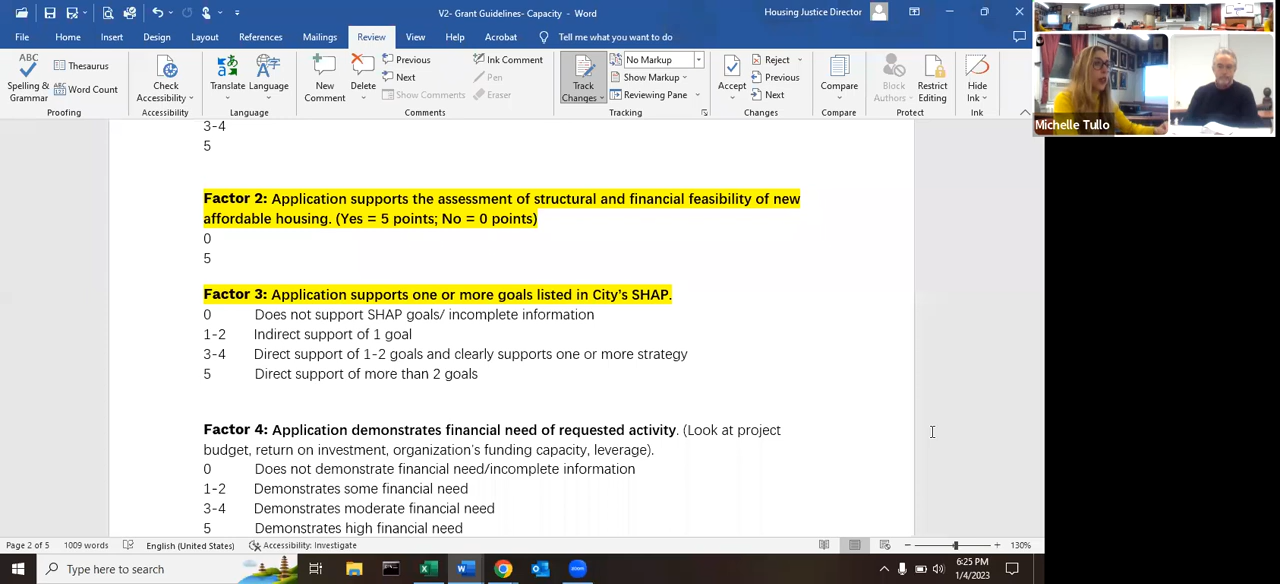 V2- Grant Guidelines- Capacity - Word
Housing Justice Director
File Home Insert Design Layout References Mailings Review View Help Acrobat Tell me what you want to do
ABC
Spelling & Grammar
Thesaurus
Word Count
Proofing
Check Accessibility
Accessibility
Translate
Language
Language
New Comment
Delete
Previous
Next
Show Comments
Ink Comment
Pen
Eraser
Comments
Track Changes
No Markup
Show Markup
Reviewing Pane
Tracking
Accept
Reject
Previous
Next
Changes
Compare
Compare
Block Authors
Restrict Editing
Protect
Hide Ink
Ink
Michelle Tullo
3-4
5
Factor 2: Application supports the assessment of structural and financial feasibility of new
affordable housing. (Yes = 5 points; No = 0 points)
0
5
Factor 3: Application supports one or more goals listed in City's SHAP.
0 Does not support SHAP goals/ incomplete information
1-2 Indirect support of 1 goal
3-4 Direct support of 1-2 goals and clearly supports one or more strategy
5 Direct support of more than 2 goals
Factor 4: Application demonstrates financial need of requested activity. (Look at project
budget, return on investment, organization's funding capacity, leverage).
0 Does not demonstrate financial need/incomplete information
1-2 Demonstrates some financial need
3-4 Demonstrates moderate financial need
5 Demonstrates high financial need
Page 2 of 5 1009 words English (United States) Accessibility: Investigate 130%
Type here to search
zoom
6:25 PM
1/4/2023